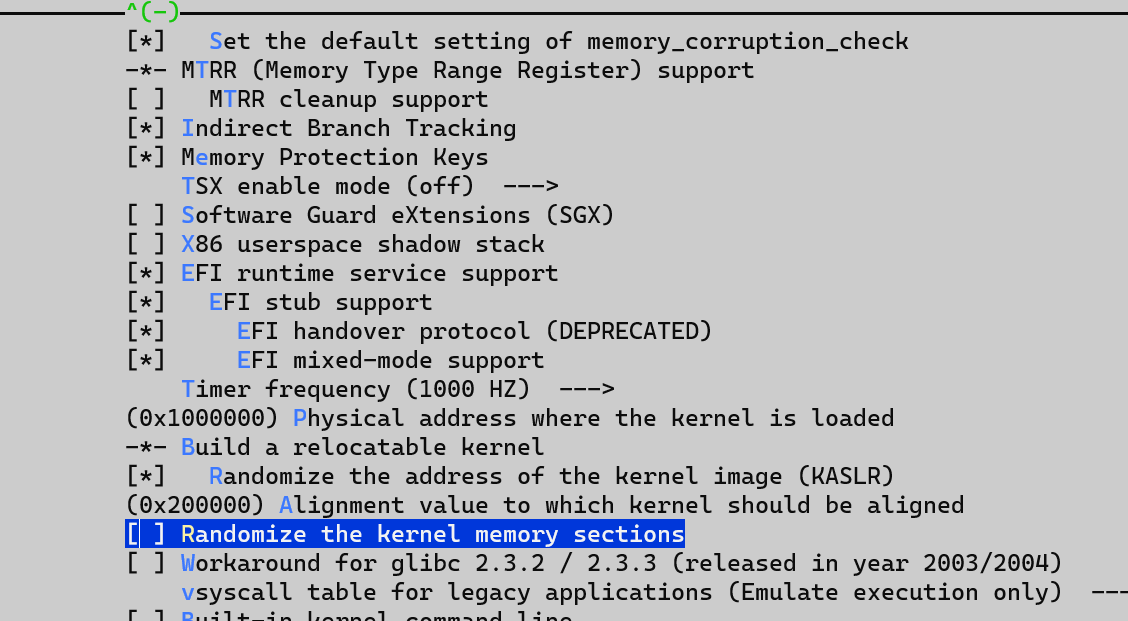 ^(-)
[*]   Set the default setting of memory_corruption_check
-*- MTRR (Memory Type Range Register) support
[ ]   MTRR cleanup support
[*] Indirect Branch Tracking
[*] Memory Protection Keys
    TSX enable mode (off)  --->
[ ] Software Guard eXtensions (SGX)
[ ] X86 userspace shadow stack
[*] EFI runtime service support
[*]   EFI stub support
[*]     EFI handover protocol (DEPRECATED)
[*]     EFI mixed-mode support
    Timer frequency (1000 HZ)  --->
(0x1000000) Physical address where the kernel is loaded
-*- Build a relocatable kernel
[*]   Randomize the address of the kernel image (KASLR)
(0x200000) Alignment value to which kernel should be aligned
[ ] Randomize the kernel memory sections
[ ] Workaround for glibc 2.3.2 / 2.3.3 (released in year 2003/2004)
    vsyscall table for legacy applications (Emulate execution only)  ---
[ ] Built-in kernel command line